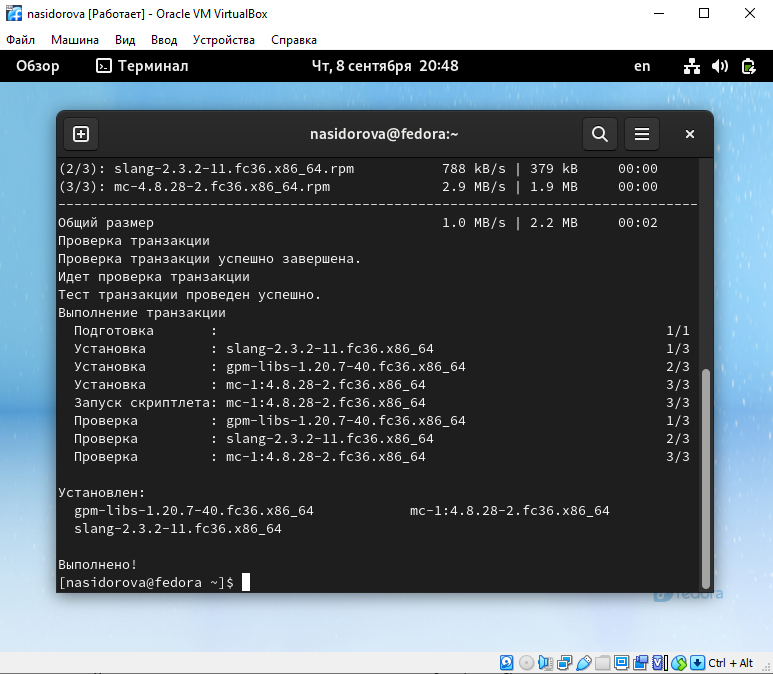 nasidorova [Работает] - Oracle VM VirtualBox
Файл Машина Вид Ввод Устройства Справка
Обзор Терминал Чт, 8 сентября 20:48 en
nasidorova@fedora:~
(2/3): slang-2.3.2-11.fc36.x86_64.rpm 788 kB/s | 379 kB 00:00
(3/3): mc-4.8.28-2.fc36.x86_64.rpm 2.9 MB/s | 1.9 MB 00:00
--------------------------------------------------------------------------------
Общий размер 1.0 MB/s | 2.2 MB 00:02
Проверка транзакции
Проверка транзакции успешно завершена.
Идет проверка транзакции
Тест транзакции проведен успешно.
Выполнение транзакции
Подготовка : 1/1
Установка : slang-2.3.2-11.fc36.x86_64 1/3
Установка : gpm-libs-1.20.7-40.fc36.x86_64 2/3
Установка : mc-1:4.8.28-2.fc36.x86_64 3/3
Запуск скриптлета: mc-1:4.8.28-2.fc36.x86_64 3/3
Проверка : gpm-libs-1.20.7-40.fc36.x86_64 1/3
Проверка : slang-2.3.2-11.fc36.x86_64 2/3
Проверка : mc-1:4.8.28-2.fc36.x86_64 3/3
Установлен:
gpm-libs-1.20.7-40.fc36.x86_64 mc-1:4.8.28-2.fc36.x86_64
slang-2.3.2-11.fc36.x86_64
Выполнено!
[nasidorova@fedora ~]$
fedora
Ctrl + Alt